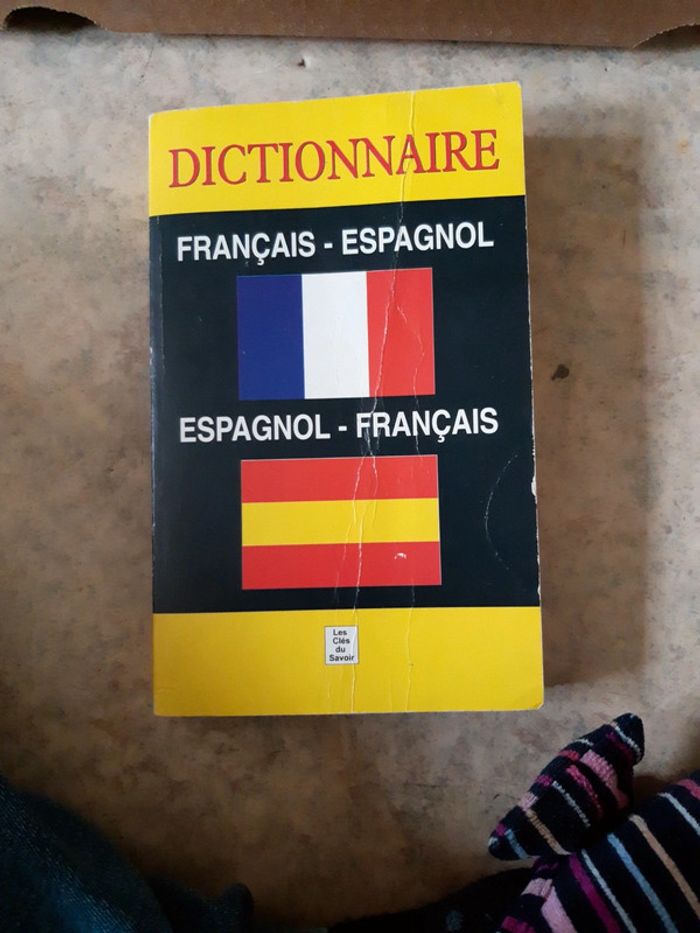 DICTIONNAIRE
FRANÇAIS - ESPAGNOL
ESPAGNOL - FRANÇAIS
Les
Clés
du
Savoir